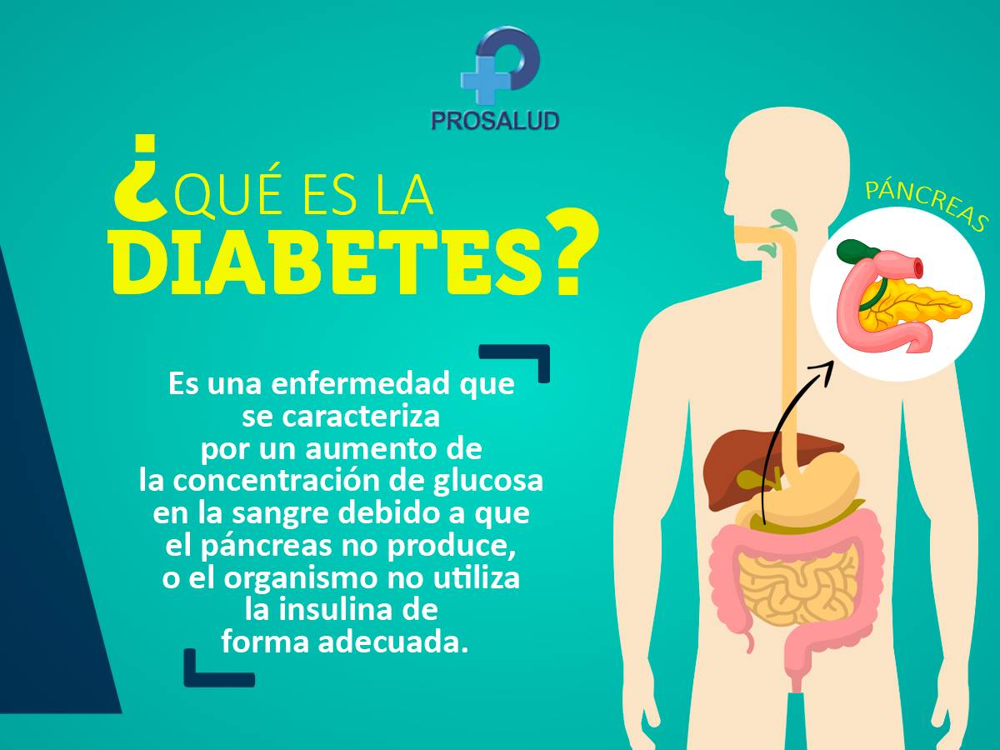 PROSALUD
¿QUÉ ES LA
DIABETES?
PÁNCREAS
Es una enfermedad que
se caracteriza
por un aumento de
la concentración de glucosa
en la sangre debido a que
el páncreas no produce,
o el organismo no utiliza
la insulina de
forma adecuada.